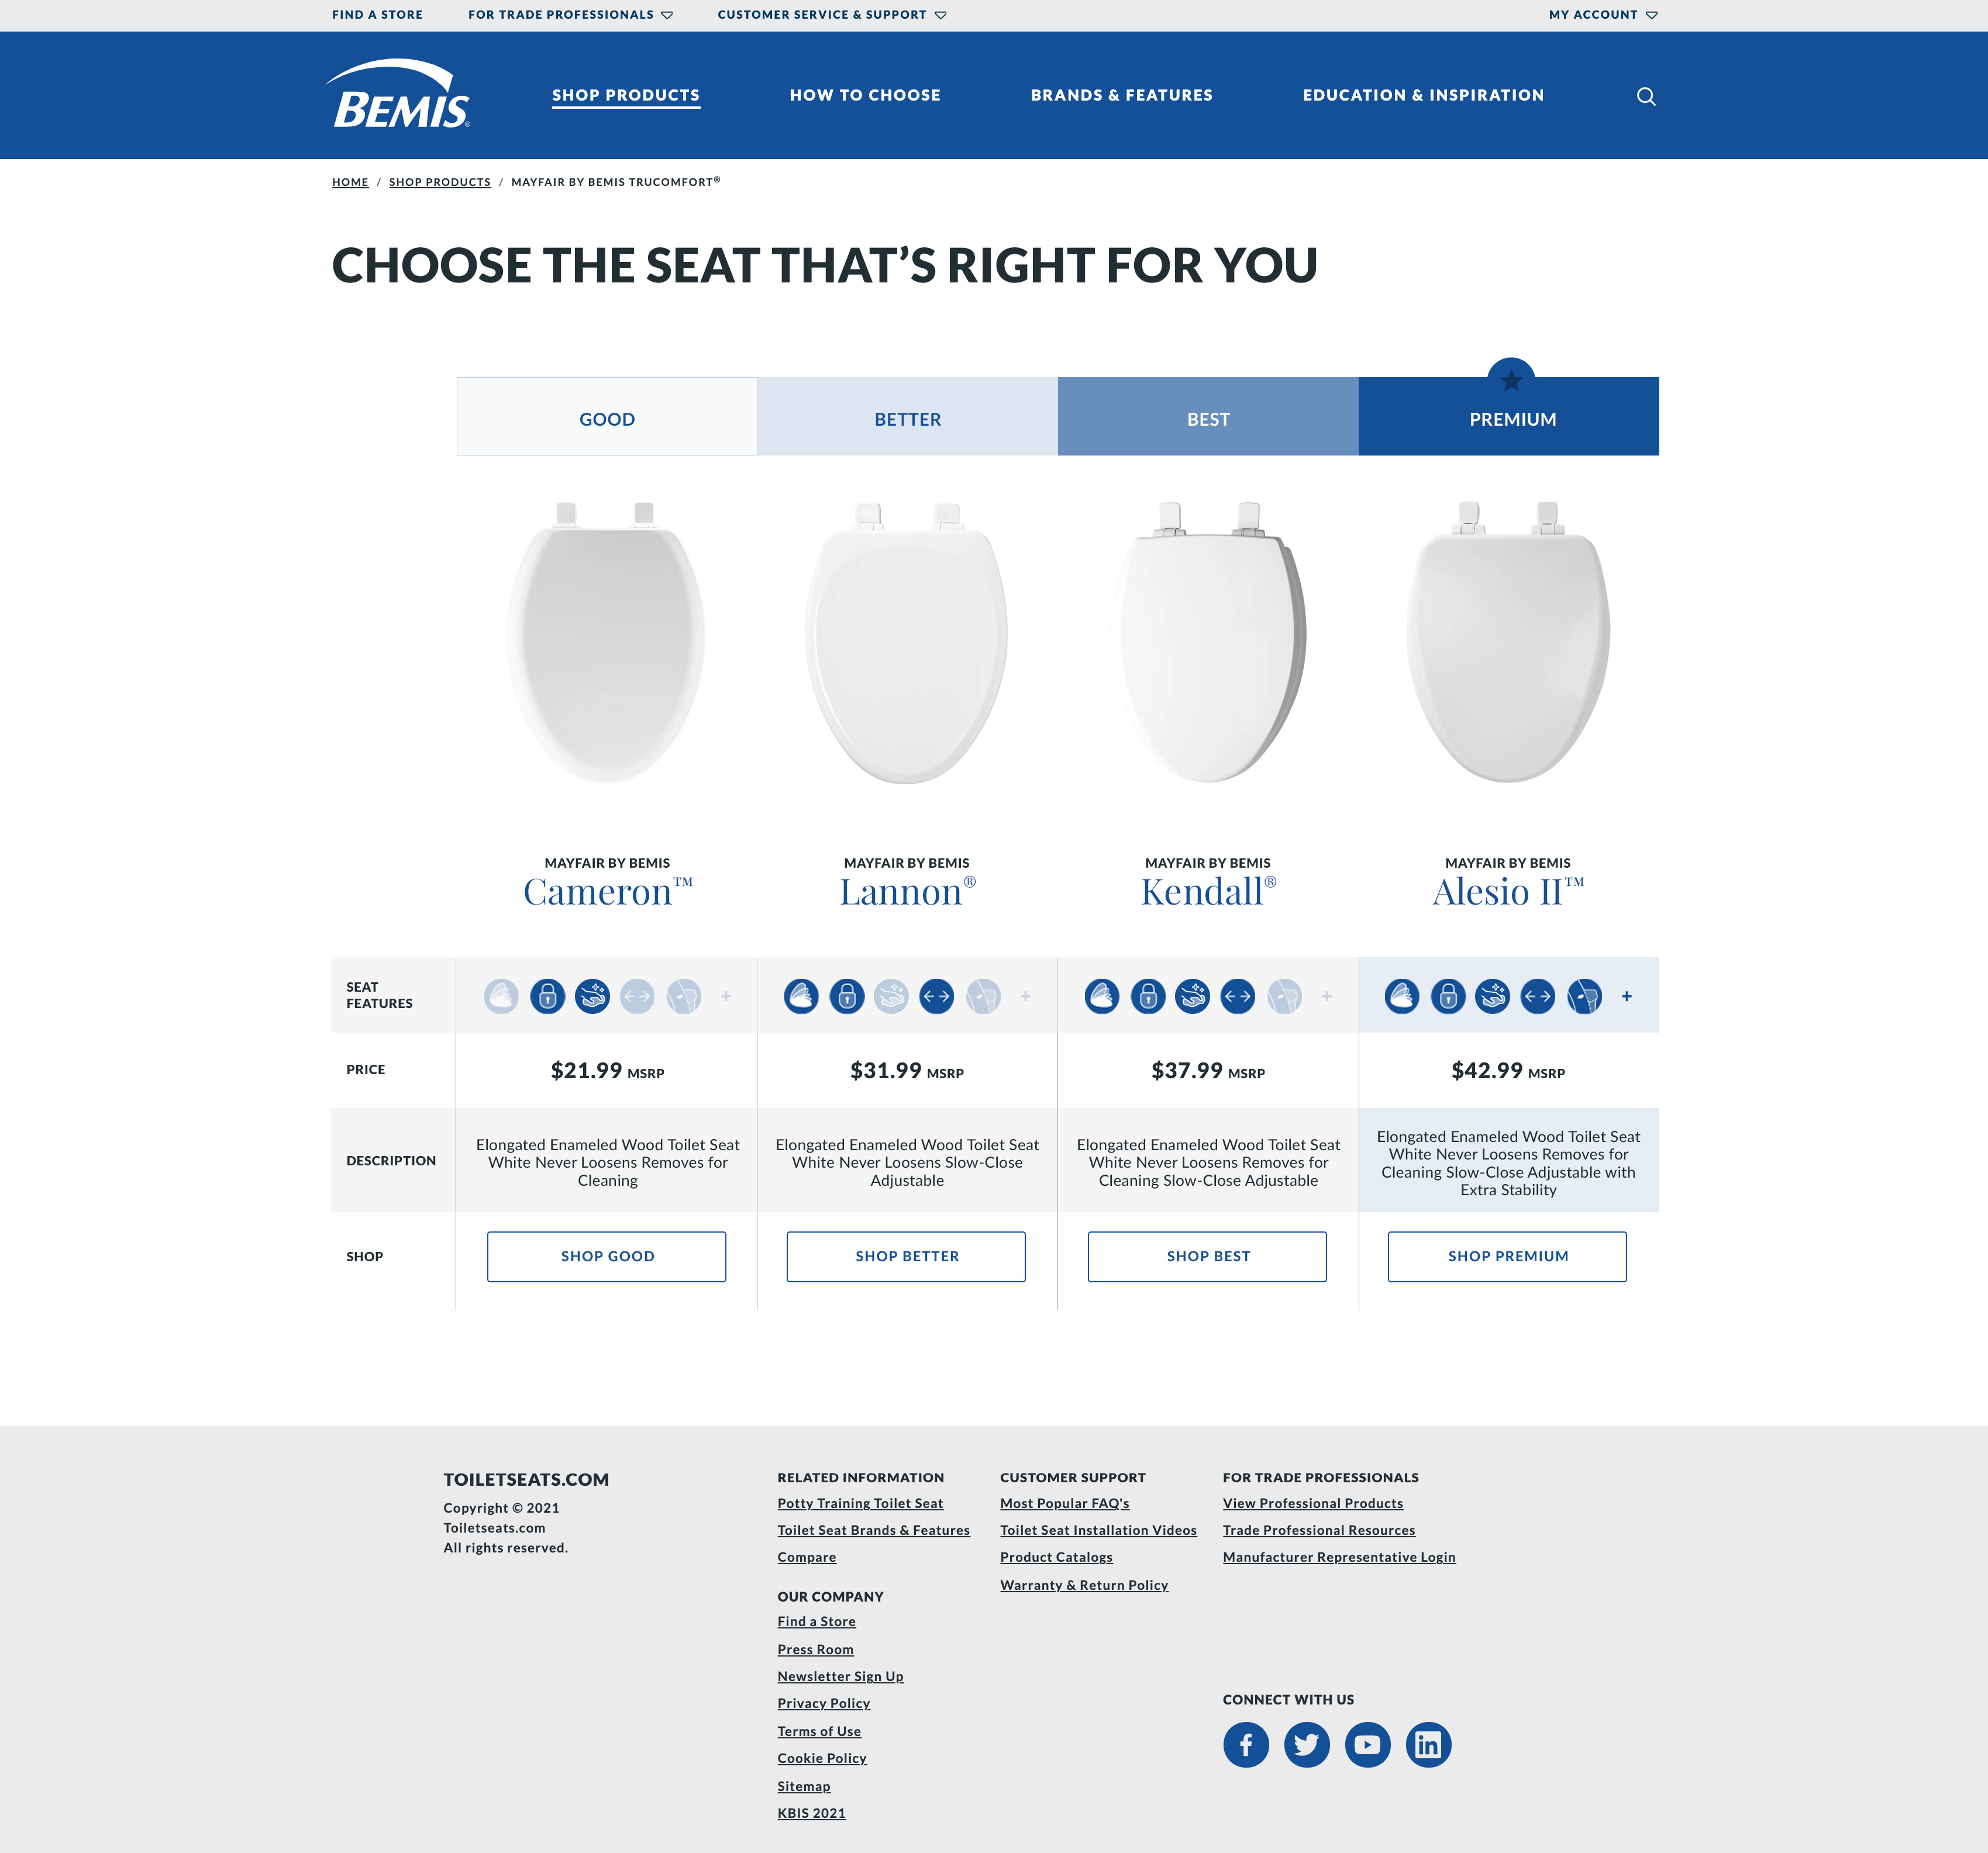 FIND A STORE
FOR TRADE PROFESSIONALS
CUSTOMER SERVICE & SUPPORT
MY ACCOUNT
BEMIS®
SHOP PRODUCTS
HOW TO CHOOSE
BRANDS & FEATURES
EDUCATION & INSPIRATION
HOME / SHOP PRODUCTS / MAYFAIR BY BEMIS TRUCOMFORT®
CHOOSE THE SEAT THAT’S RIGHT FOR YOU
GOOD
BETTER
BEST
PREMIUM
MAYFAIR BY BEMIS
Cameron™
MAYFAIR BY BEMIS
Lannon®
MAYFAIR BY BEMIS
Kendall®
MAYFAIR BY BEMIS
Alesio II™
SEAT
FEATURES
+
+
+
+
PRICE
$21.99 MSRP
$31.99 MSRP
$37.99 MSRP
$42.99 MSRP
DESCRIPTION
Elongated Enameled Wood Toilet Seat
White Never Loosens Removes for
Cleaning
Elongated Enameled Wood Toilet Seat
White Never Loosens Slow-Close
Adjustable
Elongated Enameled Wood Toilet Seat
White Never Loosens Removes for
Cleaning Slow-Close Adjustable
Elongated Enameled Wood Toilet Seat
White Never Loosens Removes for
Cleaning Slow-Close Adjustable with
Extra Stability
SHOP
SHOP GOOD
SHOP BETTER
SHOP BEST
SHOP PREMIUM
TOILETSEATS.COM
Copyright © 2021
Toiletseats.com
All rights reserved.
RELATED INFORMATION
Potty Training Toilet Seat
Toilet Seat Brands & Features
Compare
OUR COMPANY
Find a Store
Press Room
Newsletter Sign Up
Privacy Policy
Terms of Use
Cookie Policy
Sitemap
KBIS 2021
CUSTOMER SUPPORT
Most Popular FAQ's
Toilet Seat Installation Videos
Product Catalogs
Warranty & Return Policy
FOR TRADE PROFESSIONALS
View Professional Products
Trade Professional Resources
Manufacturer Representative Login
CONNECT WITH US